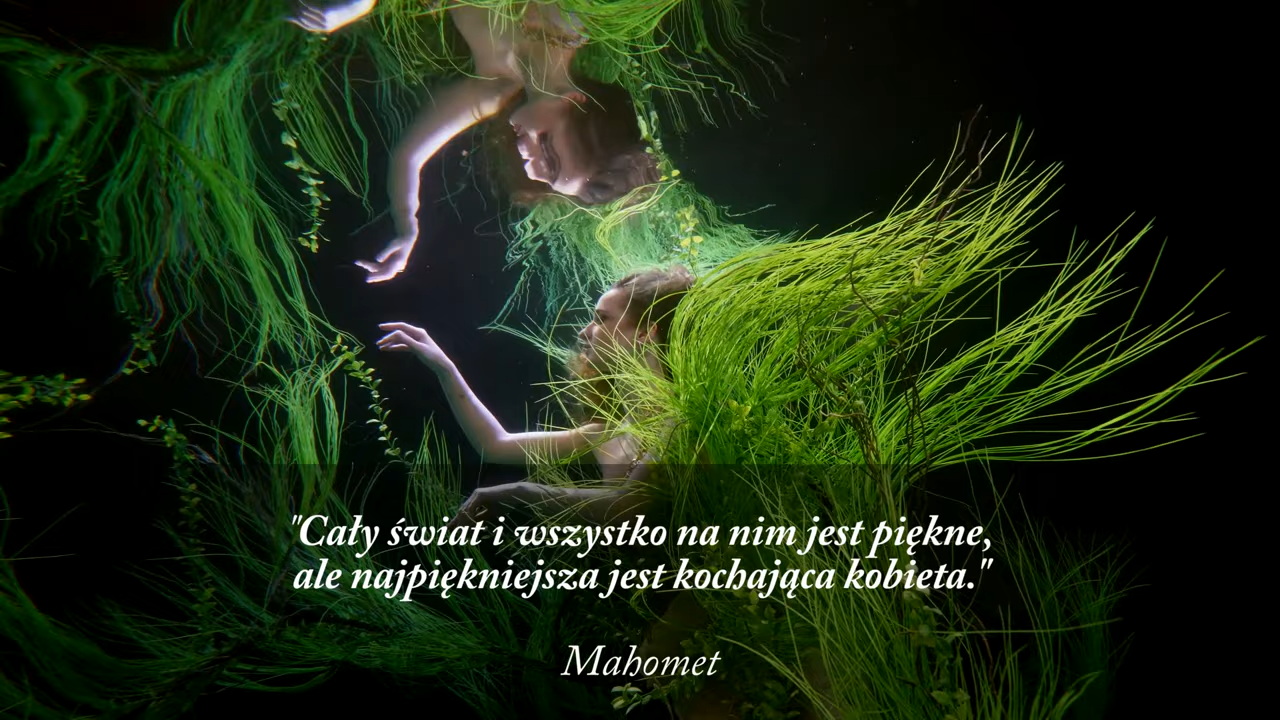 "Cały świat i wszystko na nim jest piękne,
ale najpiękniejsza jest kochająca kobieta."
Mahomet